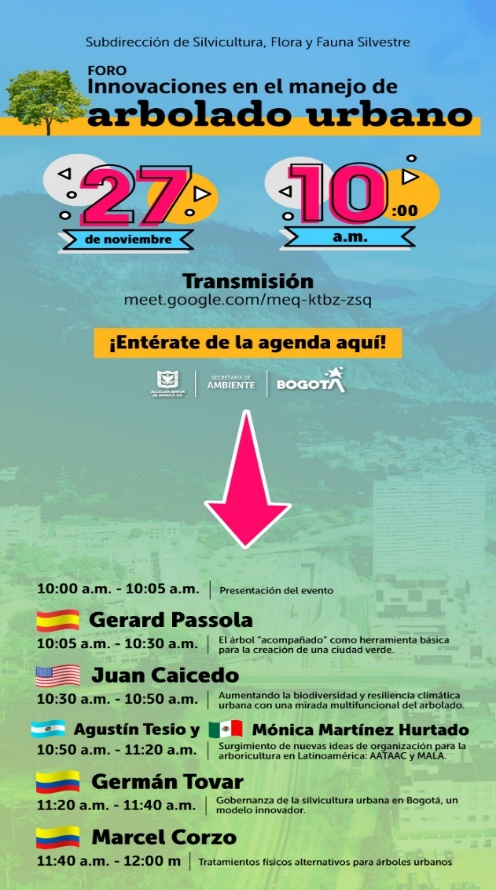 Subdirección de Silvicultura, Flora y Fauna Silvestre
FORO
Innovaciones en el manejo de
arbolado urbano
27
de noviembre
10:00
a.m.
Transmisión
meet.google.com/meq-ktbz-zsq
¡Entérate de la agenda aquí!
ALCALDÍA MAYOR
DE BOGOTÁ D.C.
SECRETARÍA DE
AMBIENTE
BOGOTÁ
10:00 a.m. - 10:05 a.m. | Presentación del evento
Gerard Passola
10:05 a.m. - 10:30 a.m. | El árbol “acompañado” como herramienta básica
para la creación de una ciudad verde.
Juan Caicedo
10:30 a.m. - 10:50 a.m. | Aumentando la biodiversidad y resiliencia climática
urbana con una mirada multifuncional del arbolado.
Agustín Tesio y Mónica Martínez Hurtado
10:50 a.m. - 11:20 a.m. | Surgimiento de nuevas ideas de organización para la
arboricultura en Latinoamérica: AATAAC y MALA.
Germán Tovar
11:20 a.m. - 11:40 a.m. | Gobernanza de la silvicultura urbana en Bogotá, un
modelo innovador.
Marcel Corzo
11:40 a.m. - 12:00 m | Tratamientos físicos alternativos para árboles urbanos